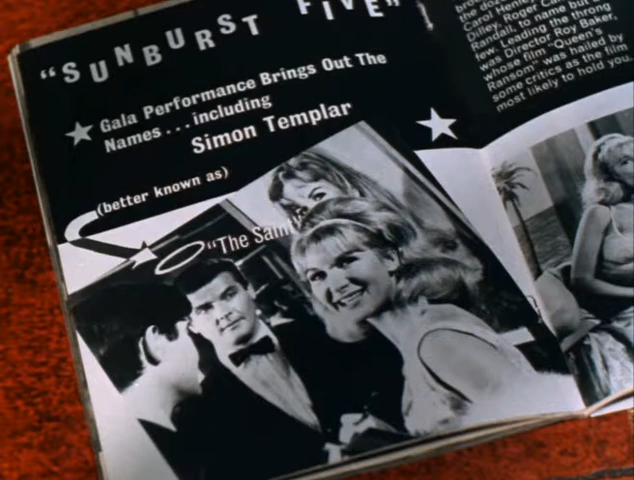 "SUNBURST FIVE"
Gala Performance Brings Out The
Names...including
Simon Templar
(better known as)
"The Saint"
the
Carol Henley
Dilley, Roger
Randall, to name but
few. Leading the throng
was Director Roy Baker,
whose film "Queen's
Ransom" was hailed by
some critics as the film
most likely to hold you.